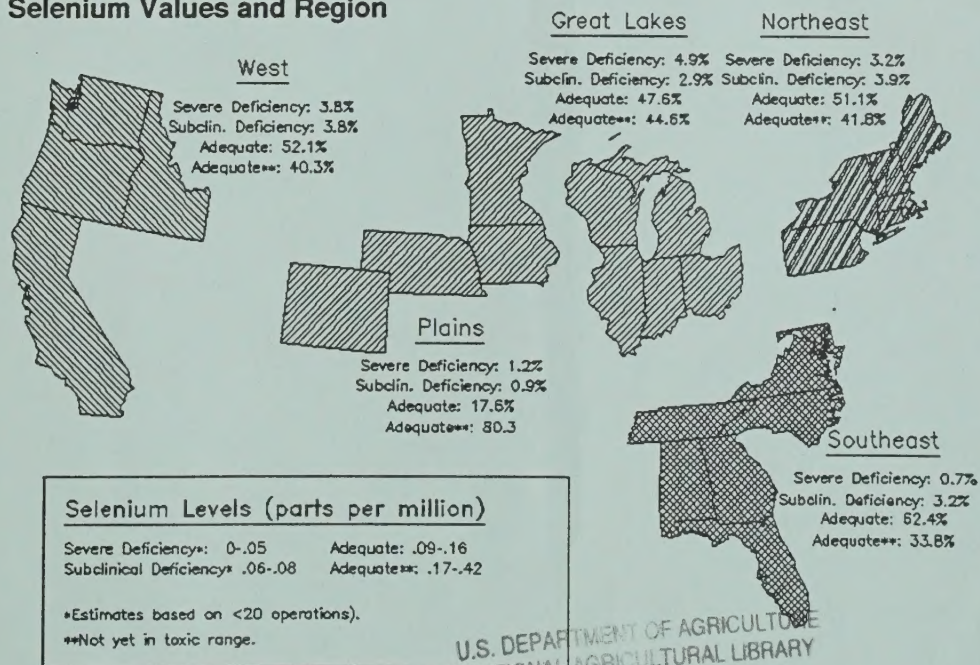 Selenium Values and Region
Great Lakes
Severe Deficiency: 4.9%
Subclin. Deficiency: 2.9%
Adequate: 47.6%
Adequate**: 44.6%
Northeast
Severe Deficiency: 3.2%
Subclin. Deficiency: 3.9%
Adequate: 51.1%
Adequate**: 41.8%
West
Severe Deficiency: 3.8%
Subclin. Deficiency: 3.8%
Adequate: 52.1%
Adequate**: 40.3%
Plains
Severe Deficiency: 1.2%
Subclin. Deficiency: 0.9%
Adequate: 17.6%
Adequate**: 80.3
Southeast
Severe Deficiency: 0.7%
Subclin. Deficiency: 3.2%
Adequate: 62.4%
Adequate**: 33.8%
Selenium Levels (parts per million)
Severe Deficiency*: 0-.05 Adequate: .09-.16
Subclinical Deficiency* .06-.08 Adequate**: .17-.42
*Estimates based on <20 operations).
**Not yet in toxic range.
U.S. DEPARTMENT OF AGRICULTURE
AGRICULTURAL LIBRARY